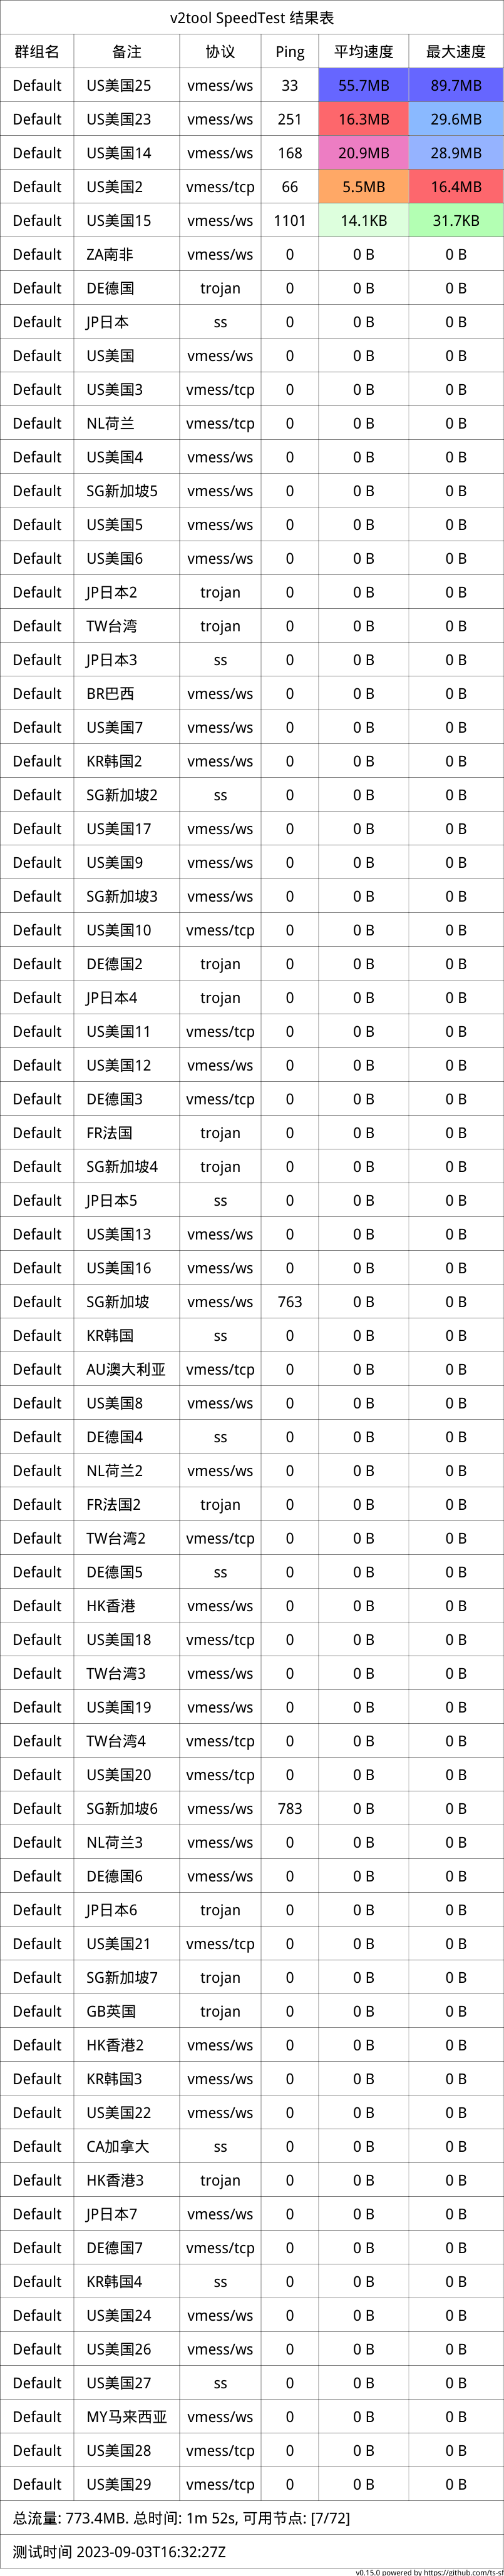 v2tool SpeedTest 结果表
群组名 备注 协议 Ping 平均速度 最大速度
Default US美国25 vmess/ws 33 55.7MB 89.7MB
Default US美国23 vmess/ws 251 16.3MB 29.6MB
Default US美国14 vmess/ws 168 20.9MB 28.9MB
Default US美国2 vmess/tcp 66 5.5MB 16.4MB
Default US美国15 vmess/ws 1101 14.1KB 31.7KB
Default ZA南非 vmess/ws 0 0 B 0 B
Default DE德国 trojan 0 0 B 0 B
Default JP日本 ss 0 0 B 0 B
Default US美国 vmess/ws 0 0 B 0 B
Default US美国3 vmess/tcp 0 0 B 0 B
Default NL荷兰 vmess/tcp 0 0 B 0 B
Default US美国4 vmess/ws 0 0 B 0 B
Default SG新加坡5 vmess/ws 0 0 B 0 B
Default US美国5 vmess/ws 0 0 B 0 B
Default US美国6 vmess/ws 0 0 B 0 B
Default JP日本2 trojan 0 0 B 0 B
Default TW台湾 trojan 0 0 B 0 B
Default JP日本3 ss 0 0 B 0 B
Default BR巴西 vmess/ws 0 0 B 0 B
Default US美国7 vmess/ws 0 0 B 0 B
Default KR韩国2 vmess/ws 0 0 B 0 B
Default SG新加坡2 ss 0 0 B 0 B
Default US美国17 vmess/ws 0 0 B 0 B
Default US美国9 vmess/ws 0 0 B 0 B
Default SG新加坡3 vmess/ws 0 0 B 0 B
Default US美国10 vmess/tcp 0 0 B 0 B
Default DE德国2 trojan 0 0 B 0 B
Default JP日本4 trojan 0 0 B 0 B
Default US美国11 vmess/tcp 0 0 B 0 B
Default US美国12 vmess/ws 0 0 B 0 B
Default DE德国3 vmess/tcp 0 0 B 0 B
Default FR法国 trojan 0 0 B 0 B
Default SG新加坡4 trojan 0 0 B 0 B
Default JP日本5 ss 0 0 B 0 B
Default US美国13 vmess/ws 0 0 B 0 B
Default US美国16 vmess/ws 0 0 B 0 B
Default SG新加坡 vmess/ws 763 0 B 0 B
Default KR韩国 ss 0 0 B 0 B
Default AU澳大利亚 vmess/tcp 0 0 B 0 B
Default US美国8 vmess/ws 0 0 B 0 B
Default DE德国4 ss 0 0 B 0 B
Default NL荷兰2 vmess/ws 0 0 B 0 B
Default FR法国2 trojan 0 0 B 0 B
Default TW台湾2 vmess/tcp 0 0 B 0 B
Default DE德国5 ss 0 0 B 0 B
Default HK香港 vmess/ws 0 0 B 0 B
Default US美国18 vmess/tcp 0 0 B 0 B
Default TW台湾3 vmess/ws 0 0 B 0 B
Default US美国19 vmess/ws 0 0 B 0 B
Default TW台湾4 vmess/tcp 0 0 B 0 B
Default US美国20 vmess/tcp 0 0 B 0 B
Default SG新加坡6 vmess/ws 783 0 B 0 B
Default NL荷兰3 vmess/ws 0 0 B 0 B
Default DE德国6 vmess/ws 0 0 B 0 B
Default JP日本6 trojan 0 0 B 0 B
Default US美国21 vmess/tcp 0 0 B 0 B
Default SG新加坡7 trojan 0 0 B 0 B
Default GB英国 trojan 0 0 B 0 B
Default HK香港2 vmess/ws 0 0 B 0 B
Default KR韩国3 vmess/ws 0 0 B 0 B
Default US美国22 vmess/ws 0 0 B 0 B
Default CA加拿大 ss 0 0 B 0 B
Default HK香港3 trojan 0 0 B 0 B
Default JP日本7 vmess/ws 0 0 B 0 B
Default DE德国7 vmess/tcp 0 0 B 0 B
Default KR韩国4 ss 0 0 B 0 B
Default US美国24 vmess/ws 0 0 B 0 B
Default US美国26 vmess/ws 0 0 B 0 B
Default US美国27 ss 0 0 B 0 B
Default MY马来西亚 vmess/ws 0 0 B 0 B
Default US美国28 vmess/tcp 0 0 B 0 B
Default US美国29 vmess/tcp 0 0 B 0 B
总流量: 773.4MB. 总时间: 1m 52s, 可用节点: [7/72]
测试时间 2023-09-03T16:32:27Z
v0.15.0 powered by https://github.com/ts-sf